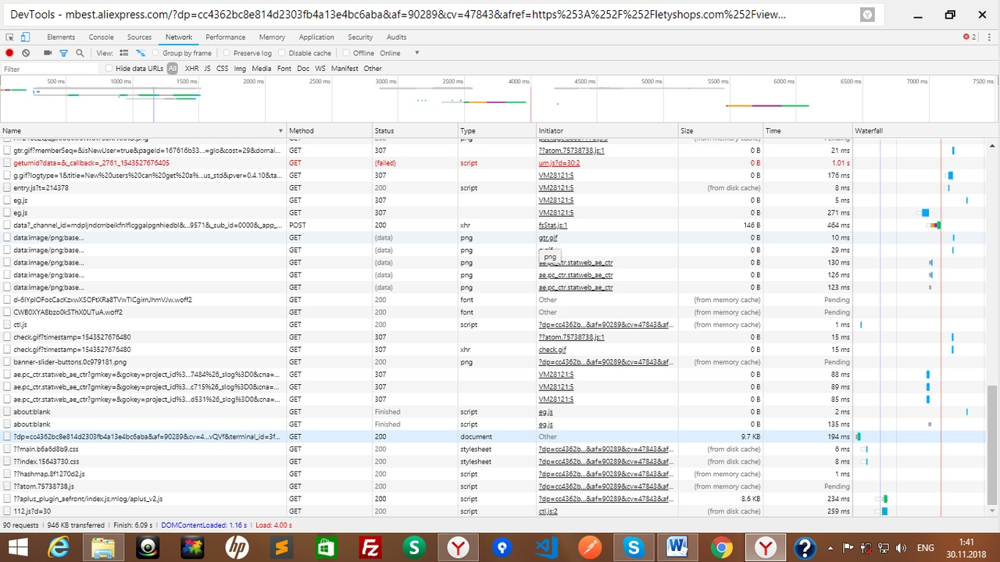 DevTools - mbest.aliexpress.com/?dp=cc4362bc8e814d2303fb4a13e4bc6aba&af=90289&cv=47843&afref=https%253A%252F%252Fletyshops.com%252Fview...
Elements Console Sources Network Performance Memory Application Security Audits 2
View: Group by frame Preserve log Disable cache Offline Online
Filter Hide data URLs All XHR JS CSS Img Media Font Doc WS Manifest Other
500 ms 1000 ms 1500 ms 2000 ms 2500 ms 3000 ms 3500 ms 4000 ms 4500 ms 5000 ms 5500 ms 6000 ms 6500 ms 7000 ms 7500 ms
Name Method Status Type Initiator Size Time Waterfall
gtr.gif?memberSeq=&isNewUser=true&pageId=167616b33...=glo&cost=29&domai... GET 307 ??atom.75738738.js:1 0 B 21 ms
getumid?data=&_callback=_2761_1543527676405 GET (failed) script um.js?d=30:2 0 B 1.01 s
g.gif?logtype=1&title=New%20users%20can%20get%20a%...us_std&pver=0.4.10&ta... GET 307 VM28121:5 0 B 176 ms
entry.js?t=214378 GET 200 script VM28121:5 (from disk cache) 8 ms
eg.js GET 307 VM28121:5 0 B 5 ms
eg.js GET 307 VM28121:5 0 B 271 ms
data?_channel_id=mdpljndcmbeikfnlflcggaipgnhiedbl&...9571&_sub_id=0000&_app_... POST 200 xhr fsStat.js:1 146 B 464 ms
data:image/png;base... GET (data) png gtr.gif 0 B 10 ms
data:image/png;base... GET (data) png 0 B 29 ms
png
data:image/png;base... GET (data) png ae.pc_ctr.statweb_ae_ctr 0 B 130 ms
data:image/png;base... GET (data) png ae.pc_ctr.statweb_ae_ctr 0 B 126 ms
data:image/png;base... GET (data) png ae.pc_ctr.statweb_ae_ctr 0 B 123 ms
GET 200 font Other (from memory cache) Pending
CWB0XYA8bzo0kSThX0UTuA.woff2 GET 200 font Other (from memory cache) Pending
ctl.js GET 200 script ?dp=cc4362b...&af=90289&cv=47843&af... (from memory cache) 1 ms
check.gif?timestamp=1543527676480 GET 307 ??atom.75738738.js:1 0 B 15 ms
check.gif?timestamp=1543527676480 GET 307 xhr check.gif 0 B 15 ms
banner-slider-buttons.0c979181.png GET 200 png ?dp=cc4362b...&af=90289&cv=47843&af... (from memory cache) Pending
ae.pc_ctr.statweb_ae_ctr?gmkey=&gokey=project_id%3...7484%26_slog%3D0&cna=... GET 307 VM28121:5 0 B 88 ms
ae.pc_ctr.statweb_ae_ctr?gmkey=&gokey=project_id%3...c715%26_slog%3D0&cna=... GET 307 VM28121:5 0 B 89 ms
ae.pc_ctr.statweb_ae_ctr?gmkey=&gokey=project_id%3...d531%26_slog%3D0&cna=... GET 307 VM28121:5 0 B 85 ms
about:blank GET Finished script eg.js 0 B 2 ms
about:blank GET Finished script eg.js 0 B 135 ms
?dp=cc4362bc8e814d2303fb4a13e4bc6aba&af=90289&cv=4...vQVf&terminal_id=3f... GET 200 document Other 9.7 KB 194 ms
??main.b6a6d8b9.css GET 200 stylesheet ?dp=cc4362b...&af=90289&cv=47843&af... (from disk cache) 6 ms
??index.15643730.css GET 200 stylesheet ?dp=cc4362b...&af=90289&cv=47843&af... (from disk cache) 8 ms
??hashmap.8f1270d2.js GET 200 script ?dp=cc4362b...&af=90289&cv=47843&af... (from memory cache) 1 ms
??atom.75738738.js GET 200 script ?dp=cc4362b...&af=90289&cv=47843&af... (from memory cache) Pending
??aplus_plugin_aefront/index.js,mlog/aplus_v2.js GET 200 script ?dp=cc4362b...&af=90289&cv=47843&af... 8.6 KB 234 ms
112.js?d=30 GET 200 script ctl.js:2 (from disk cache) 259 ms
90 requests | 946 KB transferred | Finish: 6.09 s | DOMContentLoaded: 1.16 s | Load: 4.00 s
ENG 1:41
30.11.2018